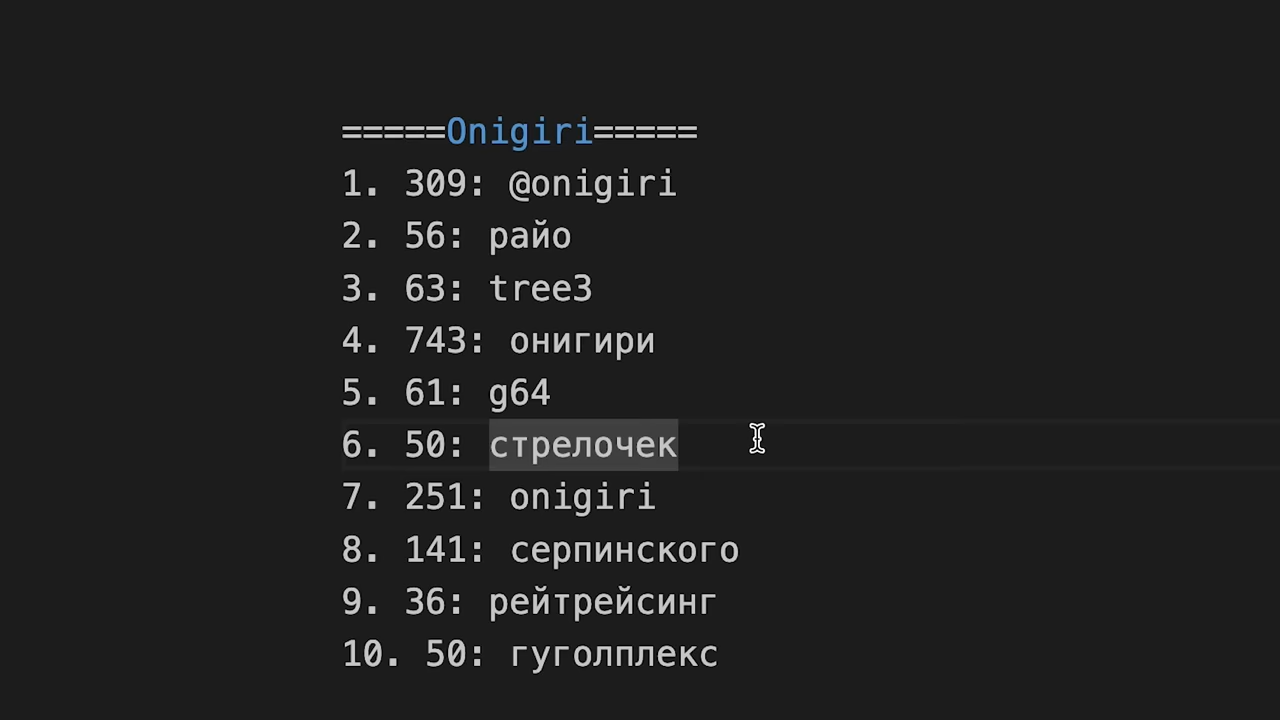 =====Onigiri=====
1. 309: @onigiri
2. 56: райо
3. 63: tree3
4. 743: онигири
5. 61: g64
6. 50: стрелочек
7. 251: onigiri
8. 141: серпинского
9. 36: рейтрейсинг
10. 50: гуголплекс